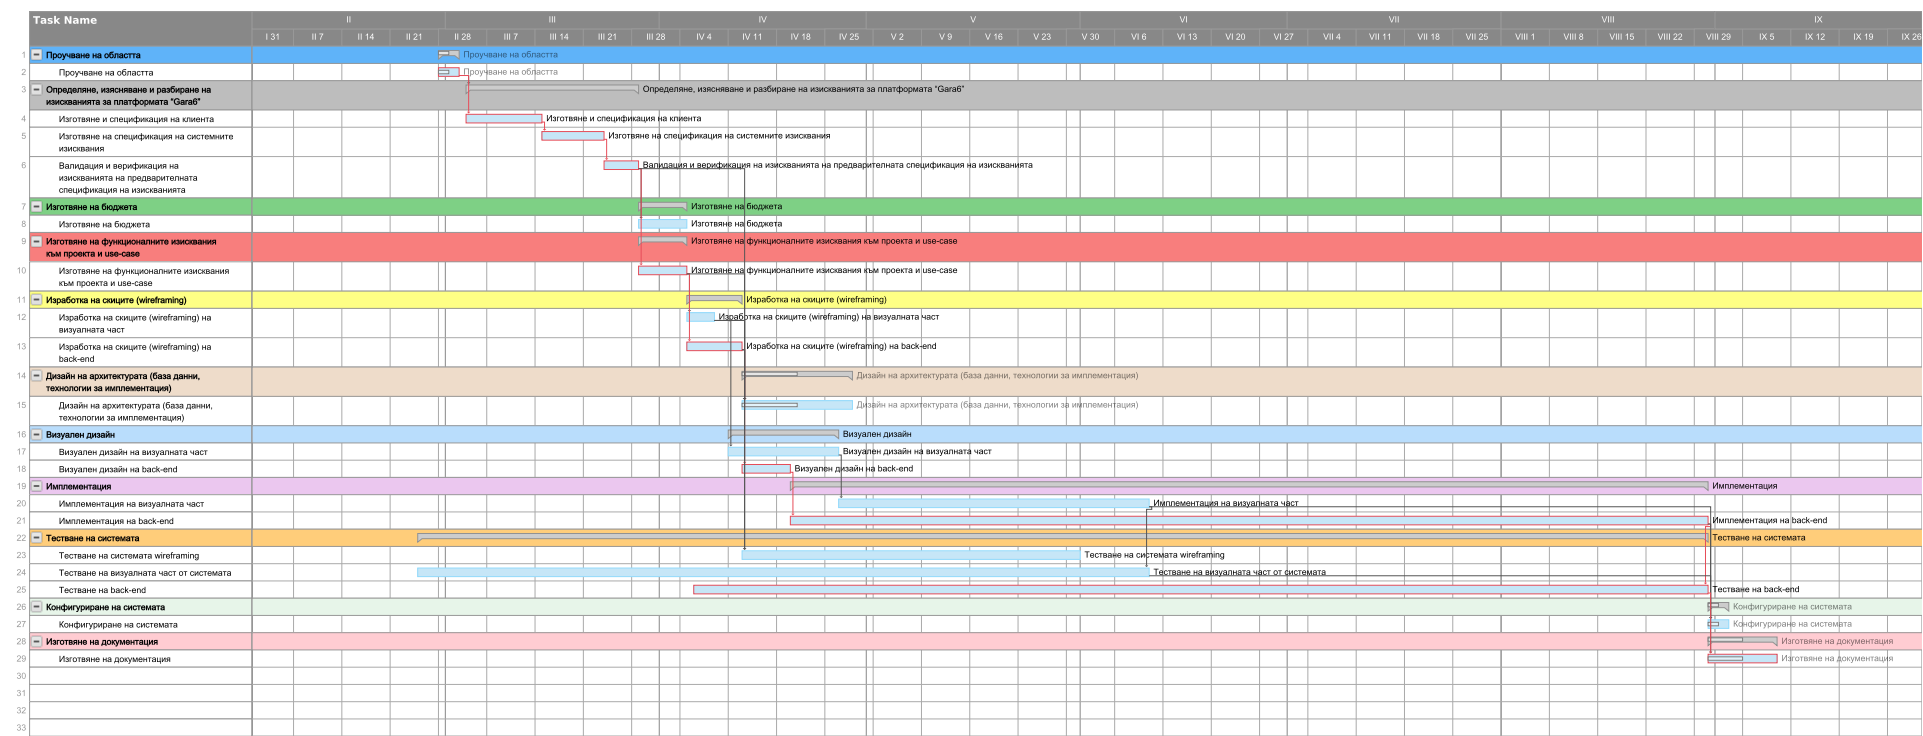 Task Name
II III IV V VI VII VIII IX
I 31 II 7 II 14 II 21 II 28 III 7 III 14 III 21 III 28 IV 4 IV 11 IV 18 IV 25 V 2 V 9 V 16 V 23 V 30 VI 6 VI 13 VI 20 VI 27 VII 4 VII 11 VII 18 VII 25 VIII 1 VIII 8 VIII 15 VIII 22 VIII 29 IX 5 IX 12 IX 19 IX 26
1 Проучване на областта Проучване на областта
2 Проучване на областта Проучване на областта
3 Определяне, изясняване и разбиране на Определяне, изясняване и разбиране на изискванията за платформата "Gara6"
изискванията за платформата "Gara6"
4 Изготвяне и спецификация на клиента Изготвяне и спецификация на клиента
5 Изготвяне на спецификация на системните Изготвяне на спецификация на системните изисквания
изисквания
6 Валидация и верификация на Валидация и верификация на изискванията на предварителната спецификация на изискванията
изискванията на предварителната
спецификация на изискванията
7 Изготвяне на бюджета Изготвяне на бюджета
8 Изготвяне на бюджета Изготвяне на бюджета
9 Изготвяне на функционалните изисквания Изготвяне на функционалните изисквания към проекта и use-case
към проекта и use-case
10 Изготвяне на функционалните изисквания Изготвяне на функционалните изисквания към проекта и use-case
към проекта и use-case
11 Изработка на скиците (wireframing) Изработка на скиците (wireframing)
12 Изработка на скиците (wireframing) на Изработка на скиците (wireframing) на визуалната част
визуалната част
13 Изработка на скиците (wireframing) на Изработка на скиците (wireframing) на back-end
back-end
14 Дизайн на архитектурата (база данни, Дизайн на архитектурата (база данни, технологии за имплементация)
технологии за имплементация)
15 Дизайн на архитектурата (база данни, Дизайн на архитектурата (база данни, технологии за имплементация)
технологии за имплементация)
16 Визуален дизайн Визуален дизайн
17 Визуален дизайн на визуалната част Визуален дизайн на визуалната част
18 Визуален дизайн на back-end Визуален дизайн на back-end
19 Имплементация Имплементация
20 Имплементация на визуалната част Имплементация на визуалната част
21 Имплементация на back-end Имплементация на back-end
22 Тестване на системата Тестване на системата
23 Тестване на системата wireframing Тестване на системата wireframing
24 Тестване на визуалната част от системата Тестване на визуалната част от системата
25 Тестване на back-end Тестване на back-end
26 Конфигуриране на системата Конфигуриране на системата
27 Конфигуриране на системата Конфигуриране на системата
28 Изготвяне на документация Изготвяне на документация
29 Изготвяне на документация Изготвяне на документация
30
31
32
33